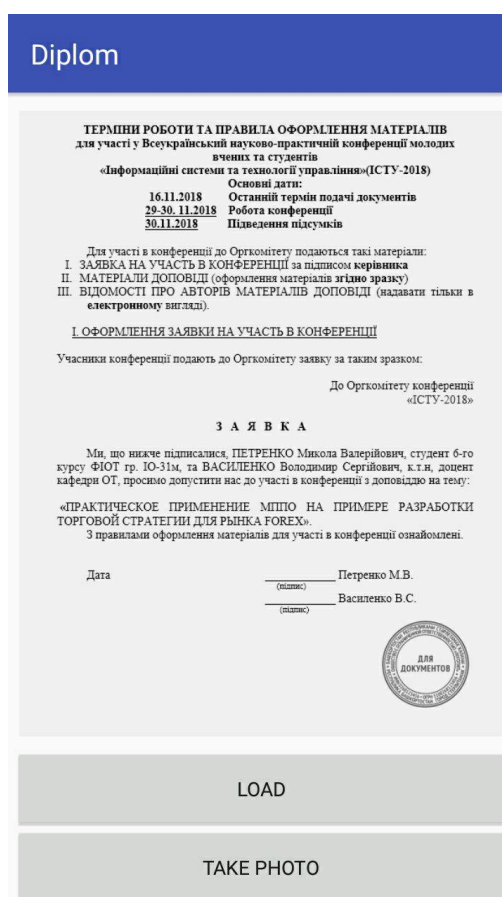 Diplom
ТЕРМІНИ РОБОТИ ТА ПРАВИЛА ОФОРМЛЕННЯ МАТЕРІАЛІВ
для участі у Всеукраїнський науково-практичній конференції молодих
вчених та студентів
«Інформаційні системи та технології управління»(ІСТУ-2018)
Основні дати:
16.11.2018 Останній термін подачі документів
29-30. 11.2018 Робота конференції
30.11.2018 Підведення підсумків
Для участі в конференції до Оргкомітету подаються такі матеріали:
I. ЗАЯВКА НА УЧАСТЬ В КОНФЕРЕНЦІЇ за підписом керівника
II. МАТЕРІАЛИ ДОПОВІДІ (оформлення матеріалів згідно зразку)
III. ВІДОМОСТІ ПРО АВТОРІВ МАТЕРІАЛІВ ДОПОВІДІ (надавати тільки в
електронному вигляді).
I. ОФОРМЛЕННЯ ЗАЯВКИ НА УЧАСТЬ В КОНФЕРЕНЦІЇ
Учасники конференції подають до Оргкомітету заявку за таким зразком:
До Оргкомітету конференції
«ІСТУ-2018»
З А Я В К А
Ми, що нижче підписалися, ПЕТРЕНКО Микола Валерійович, студент 6-го
курсу ФІОТ гр. ІО-31м, та ВАСИЛЕНКО Володимир Сергійович, к.т.н, доцент
кафедри ОТ, просимо допустити нас до участі в конференції з доповіддю на тему:
«ПРАКТИЧЕСКОЕ ПРИМЕНЕНИЕ МППО НА ПРИМЕРЕ РАЗРАБОТКИ
ТОРГОВОЙ СТРАТЕГИИ ДЛЯ РЫНКА FOREX».
З правилами оформлення матеріалів для участі в конференції ознайомлені.
Дата Петренко М.В.
(підпис)
Василенко В.С.
(підпис)
ДЛЯ
ДОКУМЕНТОВ
LOAD
TAKE PHOTO